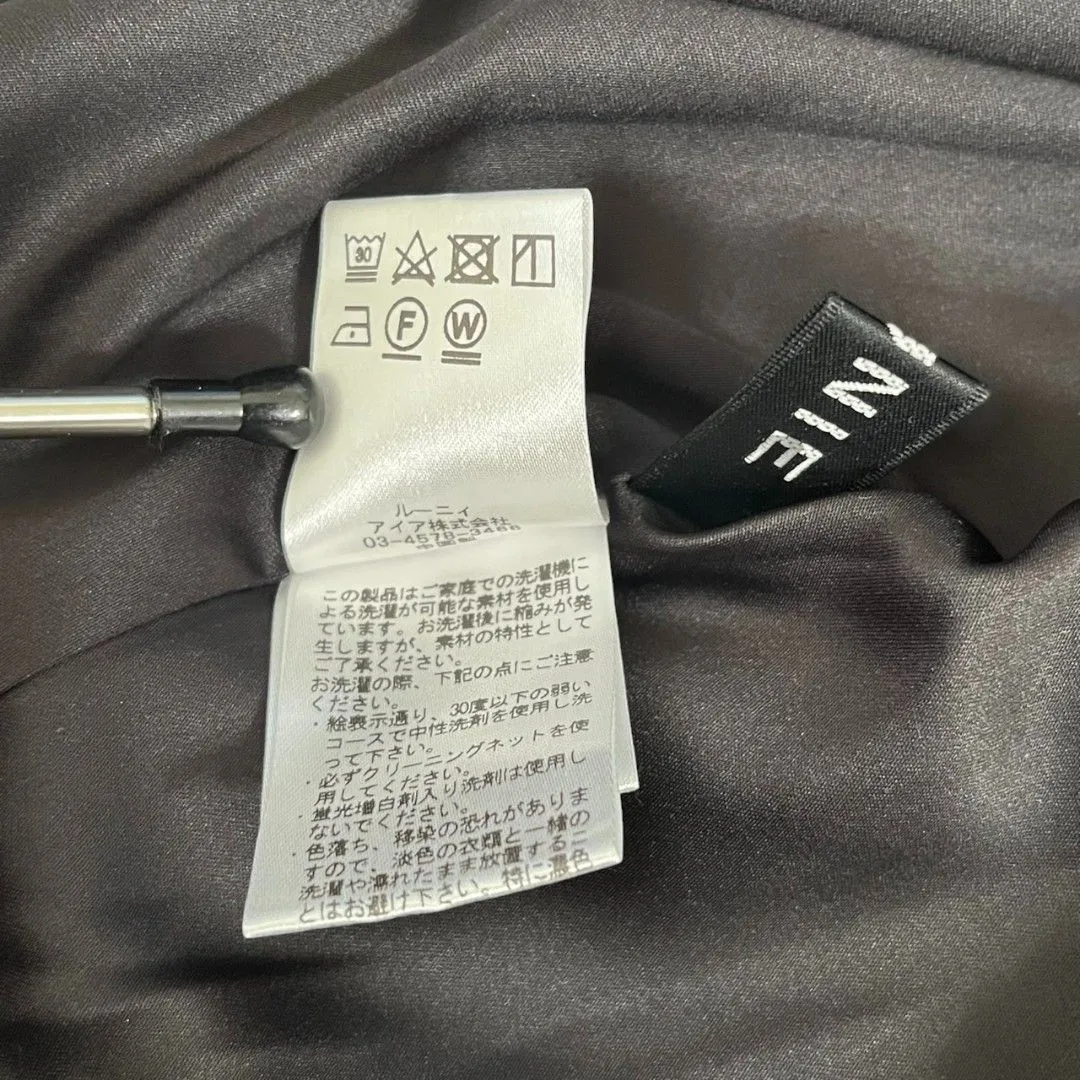 30
F
W
ルーニィ
アイア株式会社
03-4578-3468
中国製
この製品はご家庭での洗濯機に
よる洗濯が可能な素材を使用し
ています。お洗濯後に縮みが発
生しますが、素材の特性として
ご了承ください。
お洗濯の際、下記の点にご注意
ください。
・絵表示通り、30度以下の弱い
コースで中性洗剤を使用し洗
って下さい。
・必ずクリーニングネットを使
用してください。
・蛍光増白剤入り洗剤は使用し
ないでください。
・色落ち、移染の恐れがありま
すので、淡色の衣類と一緒の
洗濯や濡れたまま放置するこ
とはお避け下さい。特に濃色
NIE